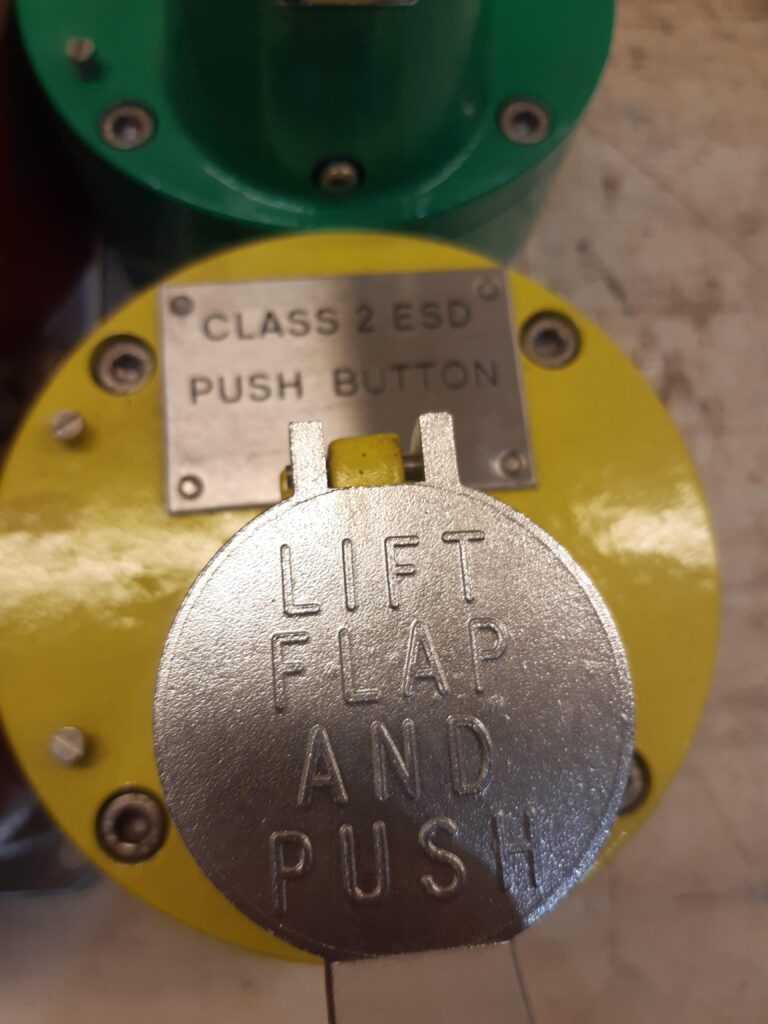 CLASS 2 ESD
PUSH BUTTON
LIFT
FLAP
AND
PUSH